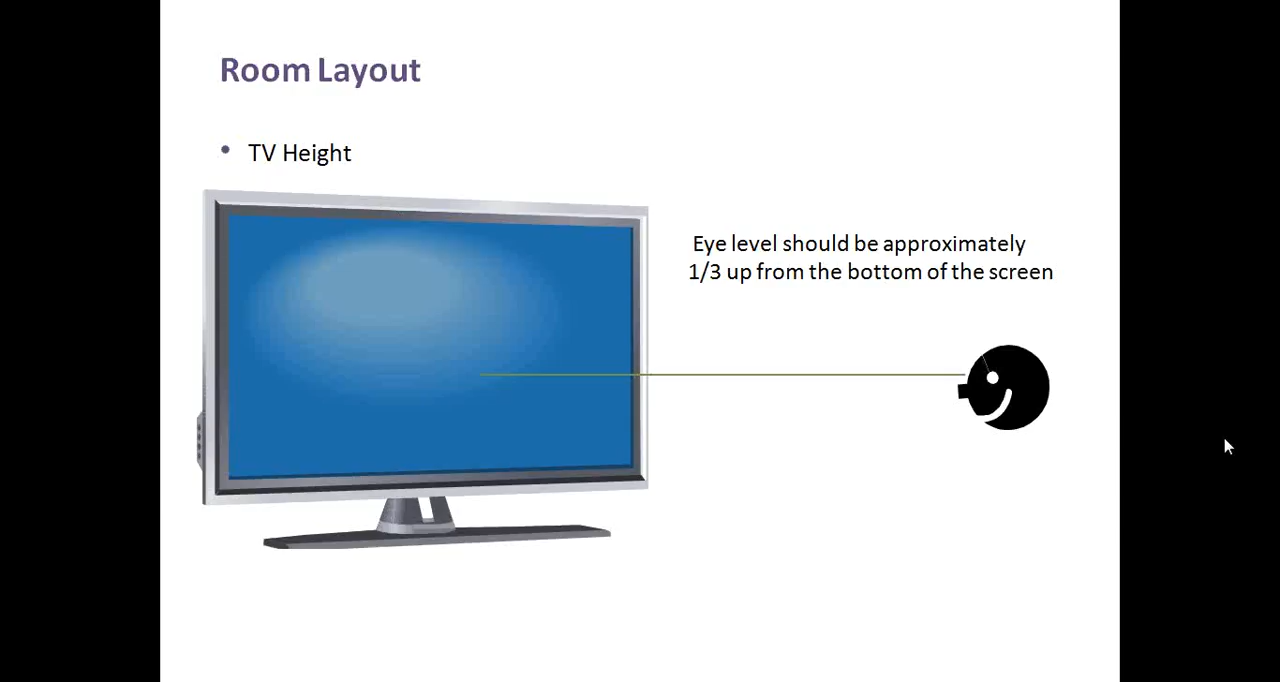 Room Layout
• TV Height
Eye level should be approximately
1/3 up from the bottom of the screen